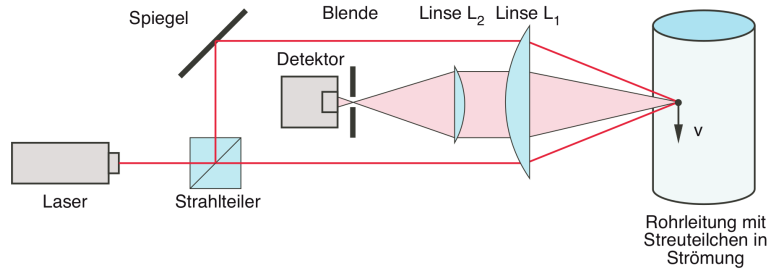 Spiegel
Blende
Linse L₂
Linse L₁
Detektor
v
Laser
Strahlteiler
Rohrleitung mit
Streuteilchen in
Strömung